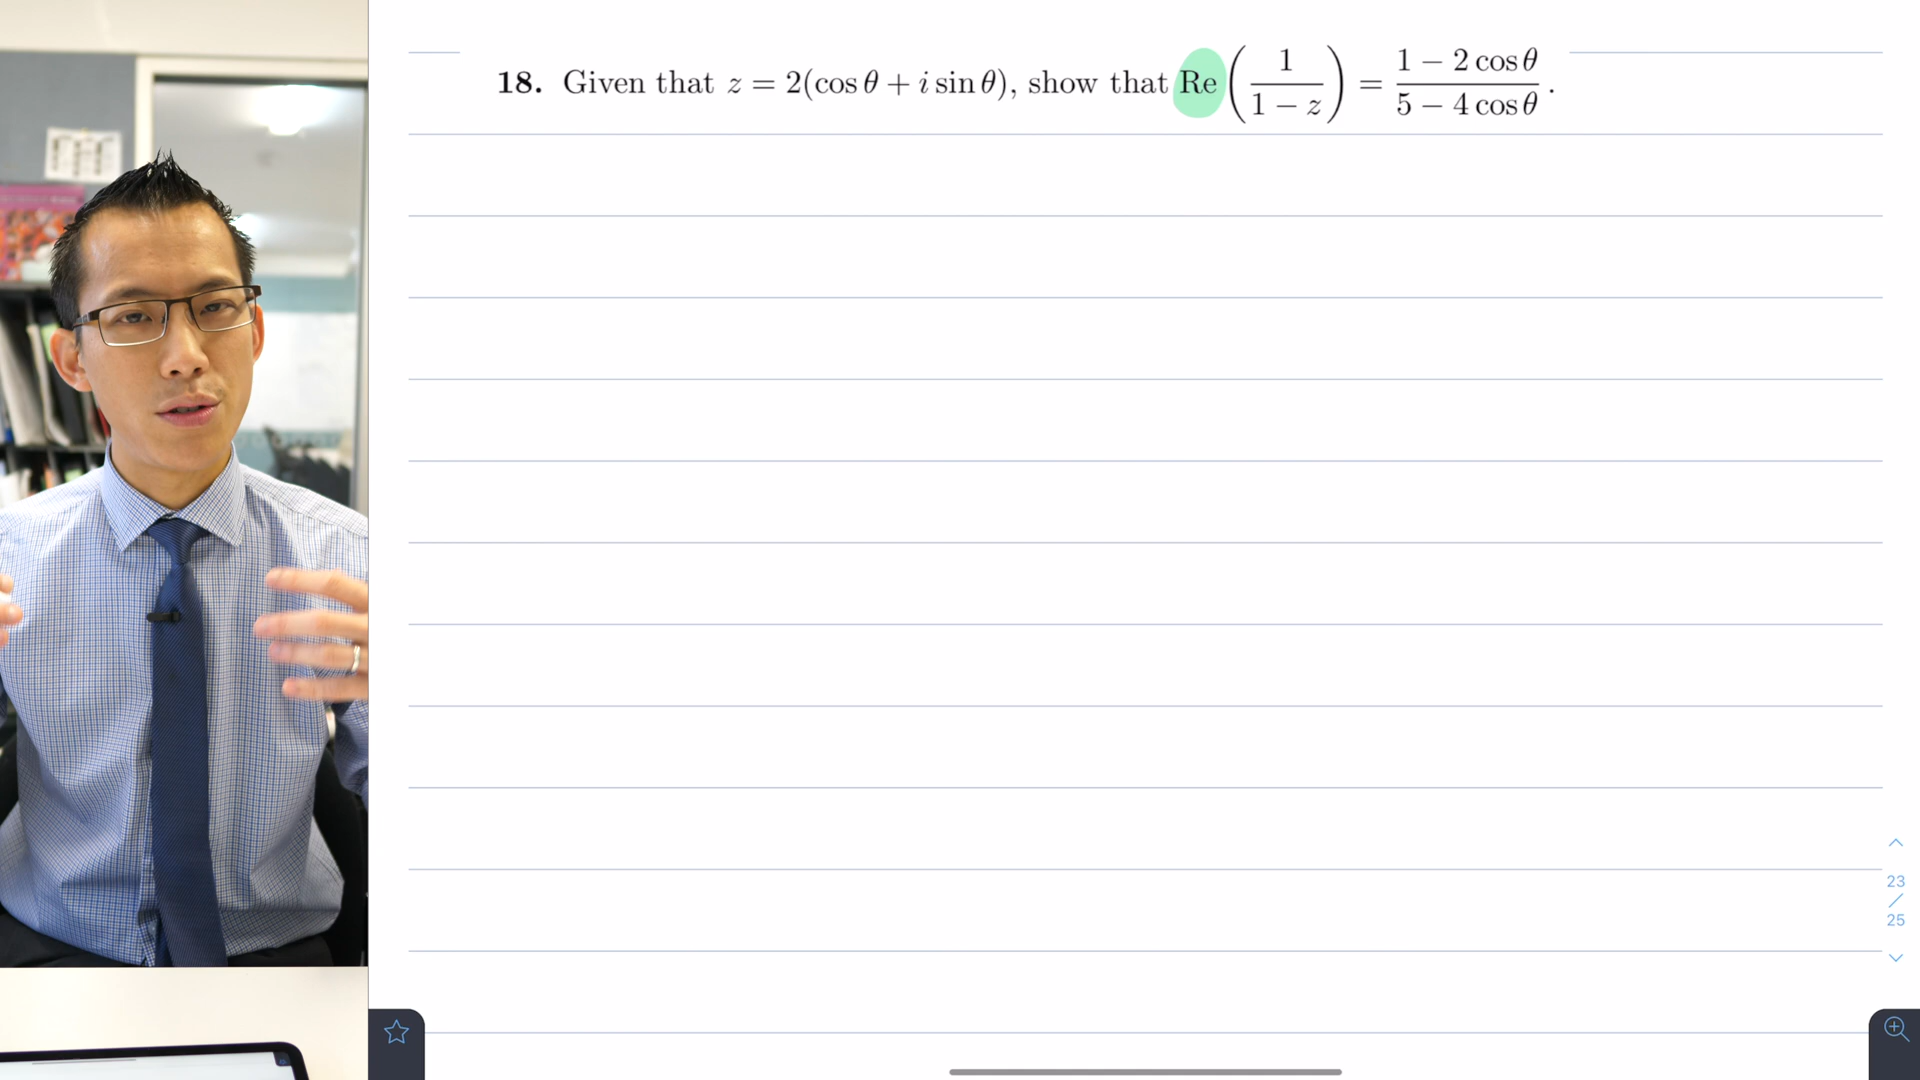 18. Given that z = 2(cos θ + i sin θ), show that Re(1/(1 − z)) = (1 − 2 cos θ)/(5 − 4 cos θ).
23
/
25